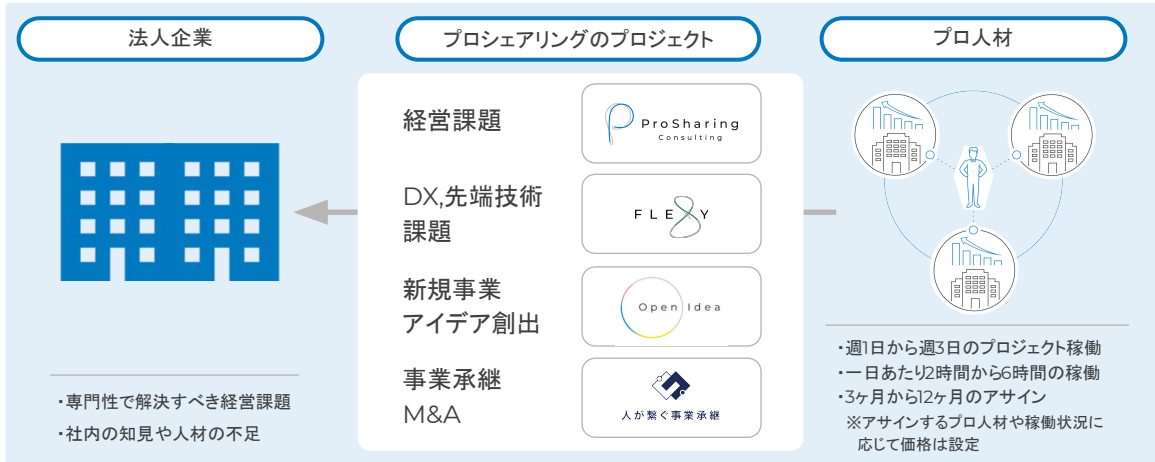 法人企業
・専門性で解決すべき経営課題
・社内の知見や人材の不足
プロシェアリングのプロジェクト
経営課題
ProSharing
Consulting
DX,先端技術
課題
FLEXY
新規事業
アイデア創出
Open Idea
事業承継
M&A
人が繋ぐ事業承継
プロ人材
・週1日から週3日のプロジェクト稼働
・一日あたり2時間から6時間の稼働
・3ヶ月から12ヶ月のアサイン
※アサインするプロ人材や稼働状況に
応じて価格は設定